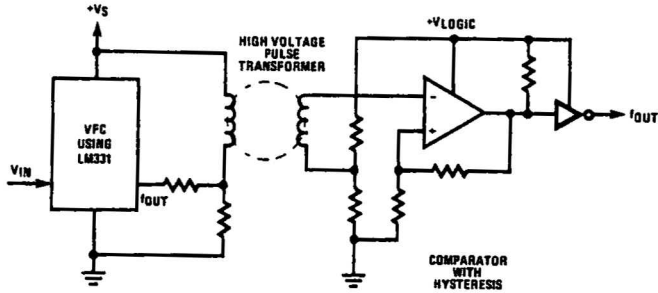 +VS
+VLOGIC
HIGH VOLTAGE
PULSE
TRANSFORMER
VFC
USING
LM331
VIN
fOUT
-
+
fOUT
COMPARATOR
WITH
HYSTERESIS